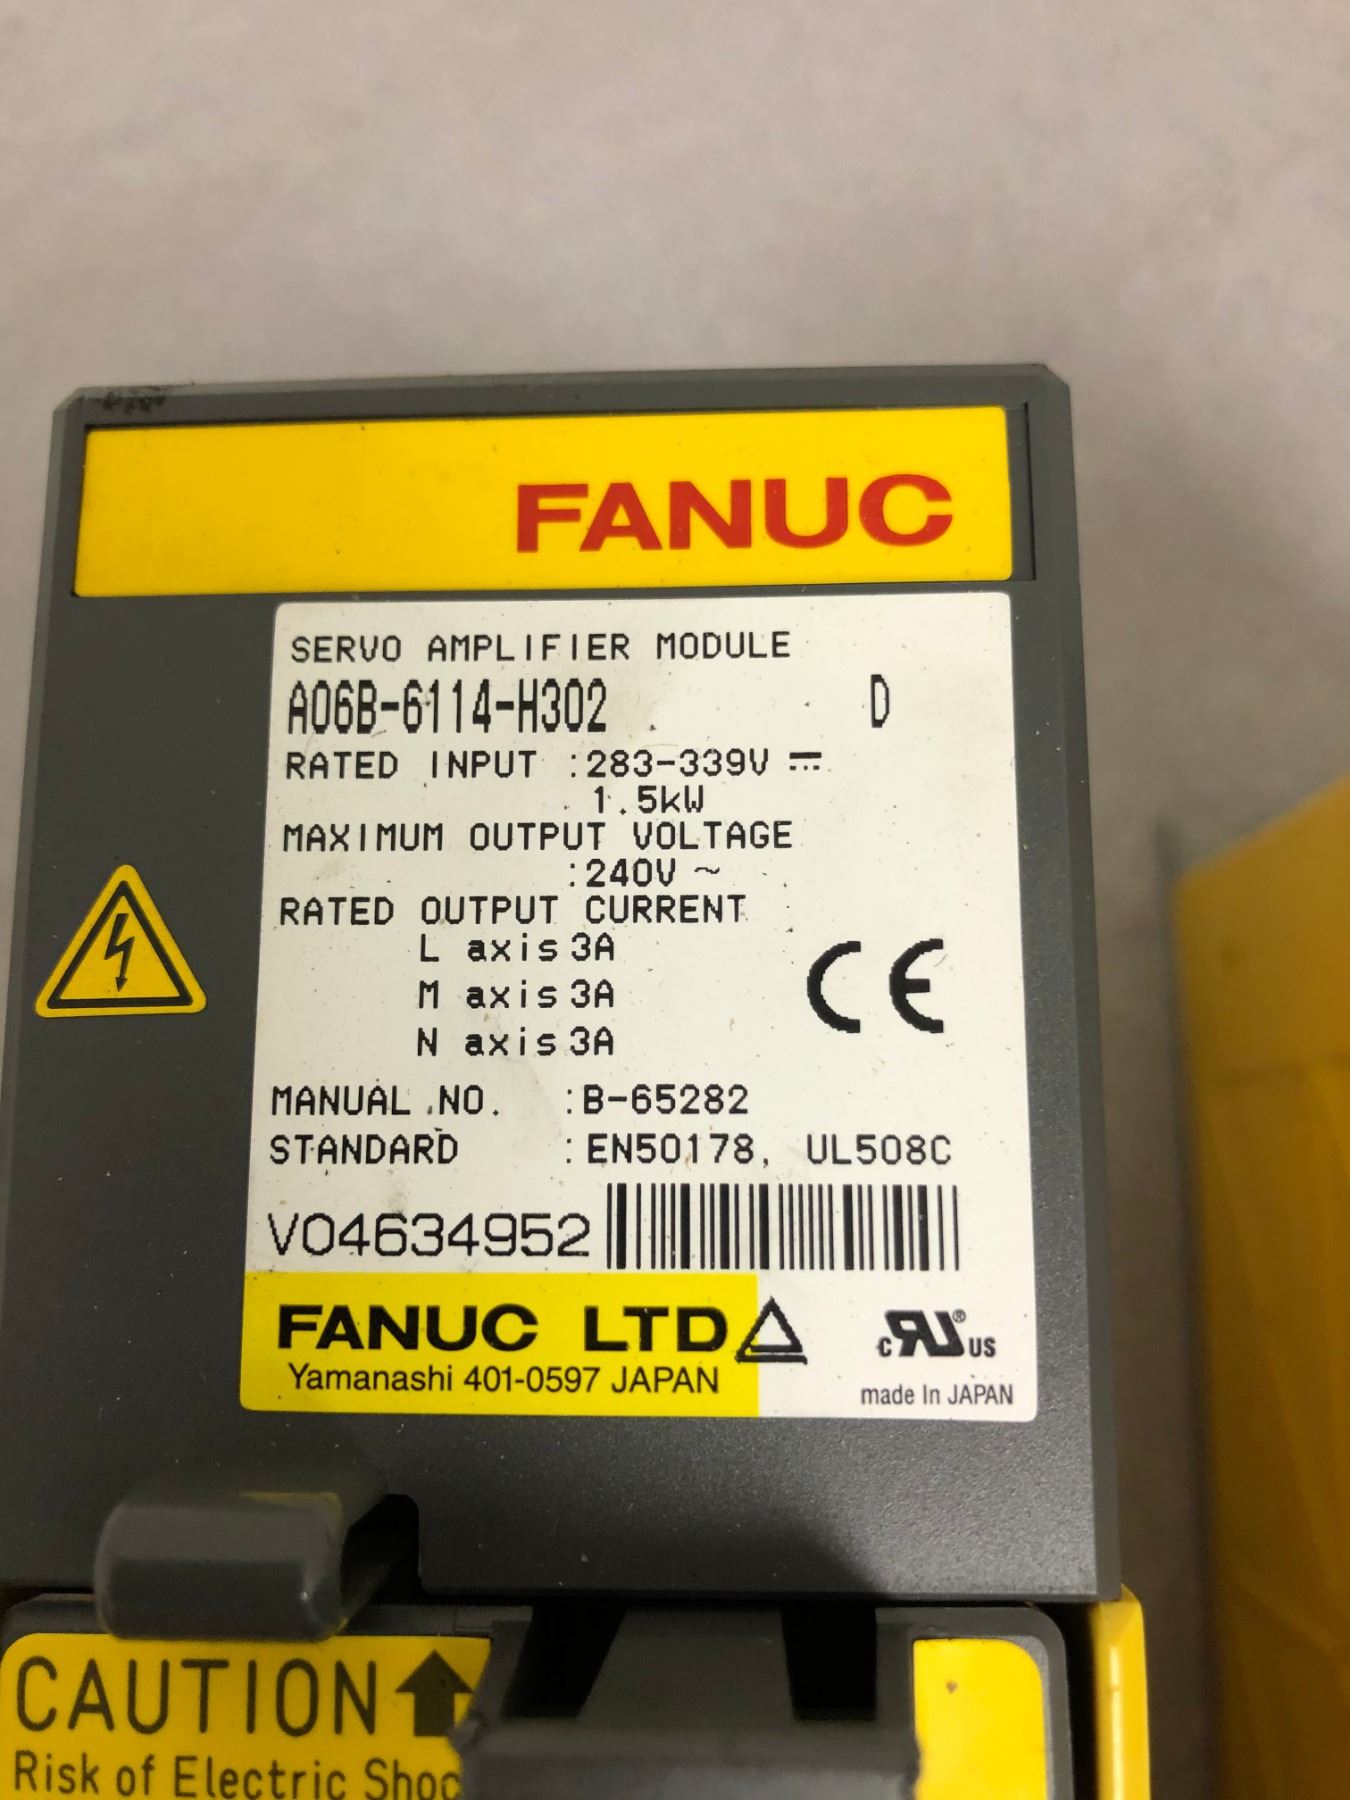 FANUC
SERVO AMPLIFIER MODULE
A06B-6114-H302 D
RATED INPUT :283-339V ⎓
1.5kW
MAXIMUM OUTPUT VOLTAGE
:240V ~
RATED OUTPUT CURRENT
L axis 3A
M axis 3A
N axis 3A
CE
MANUAL NO. :B-65282
STANDARD :EN50178, UL508C
V04634952
FANUC LTD
Yamanashi 401-0597 JAPAN
c RU ® US
made In JAPAN
CAUTION
Risk of Electric Shoc